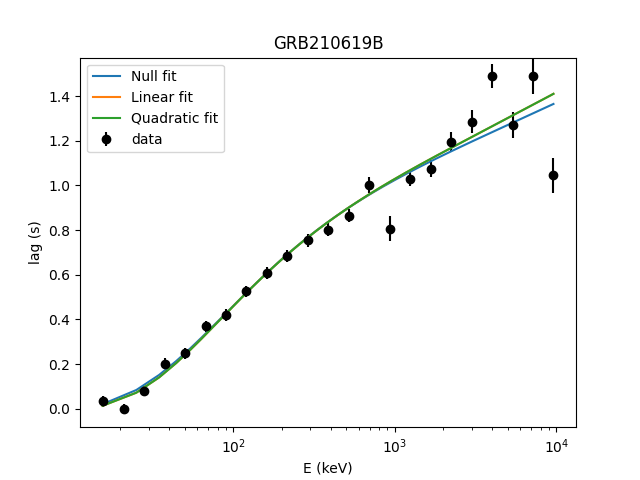 GRB210619B
Null fit
Linear fit
Quadratic fit
data
lag (s)
1.4
1.2
1.0
0.8
0.6
0.4
0.2
0.0
10² 10³ 10⁴
E (keV)